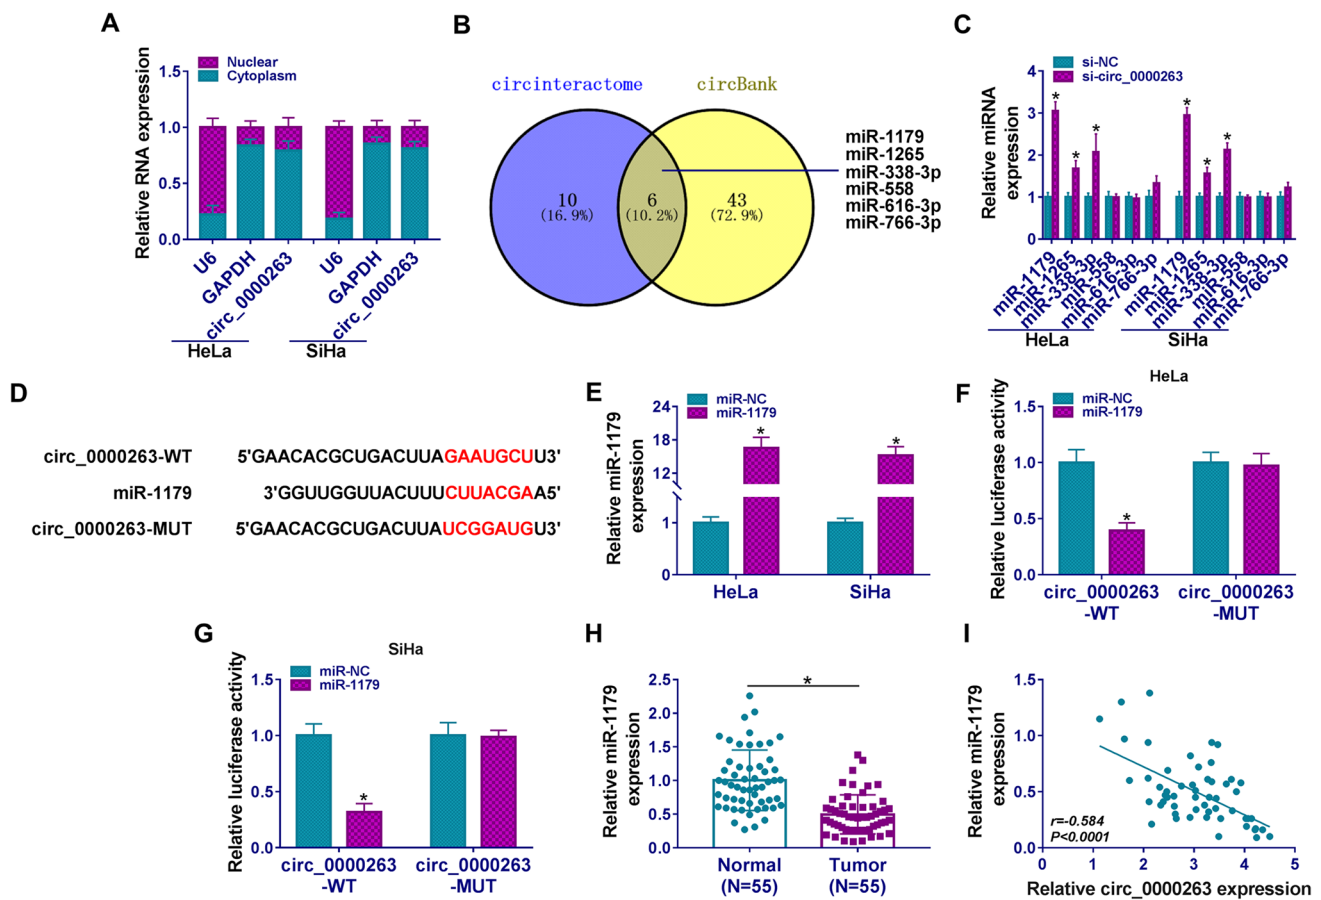 A
Nuclear
Cytoplasm
Relative RNA expression
1.5
1.0
0.5
0.0
U6
GAPDH
circ_0000263
U6
GAPDH
circ_0000263
HeLa
SiHa
B
circinteractome
circBank
10
(16.9%)
6
(10.2%)
43
(72.9%)
miR-1179
miR-1265
miR-338-3p
miR-558
miR-616-3p
miR-766-3p
C
si-NC
si-circ_0000263
Relative miRNA
expression
4
3
2
1
0
* * * * * *
miR-1179
miR-1265
miR-338-3p
miR-558
miR-616-3p
miR-766-3p
miR-1179
miR-1265
miR-338-3p
miR-558
miR-616-3p
miR-766-3p
HeLa
SiHa
D
circ_0000263-WT 5'GAACACGCUGACUUAGAAUGCUU3'
miR-1179 3'GGUUGGUUACUUUCUUACGAA5'
circ_0000263-MUT 5'GAACACGCUGACUUAUCGGAUGU3'
E
miR-NC
miR-1179
Relative miR-1179
expression
24
18
12
1
0
* *
HeLa
SiHa
F
HeLa
miR-NC
miR-1179
Relative luciferase activity
1.5
1.0
0.5
0.0
*
circ_0000263
-WT
circ_0000263
-MUT
G
SiHa
miR-NC
miR-1179
Relative luciferase activity
1.5
1.0
0.5
0.0
*
circ_0000263
-WT
circ_0000263
-MUT
H
Relative miR-1179
expression
2.5
2.0
1.5
1.0
0.5
0.0
*
Normal
(N=55)
Tumor
(N=55)
I
Relative miR-1179
expression
1.5
1.0
0.5
0.0
r=-0.584
P<0.0001
0 1 2 3 4 5
Relative circ_0000263 expression